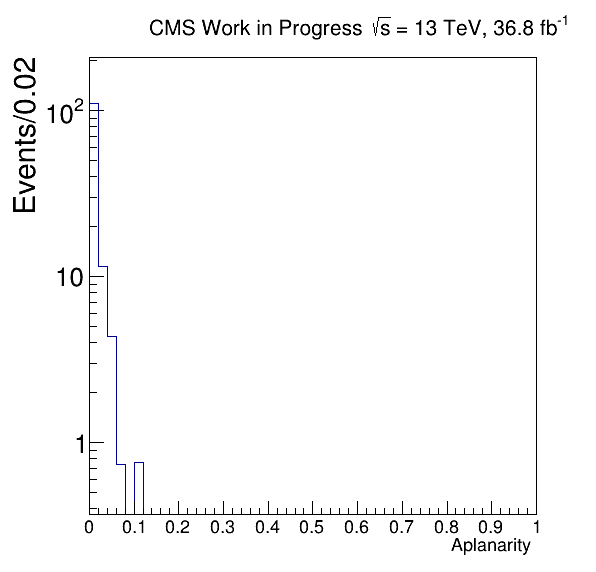 CMS Work in Progress √s = 13 TeV, 36.8 fb⁻¹
Events/0.02
10²
10
1
0 0.1 0.2 0.3 0.4 0.5 0.6 0.7 0.8 0.9 1
Aplanarity